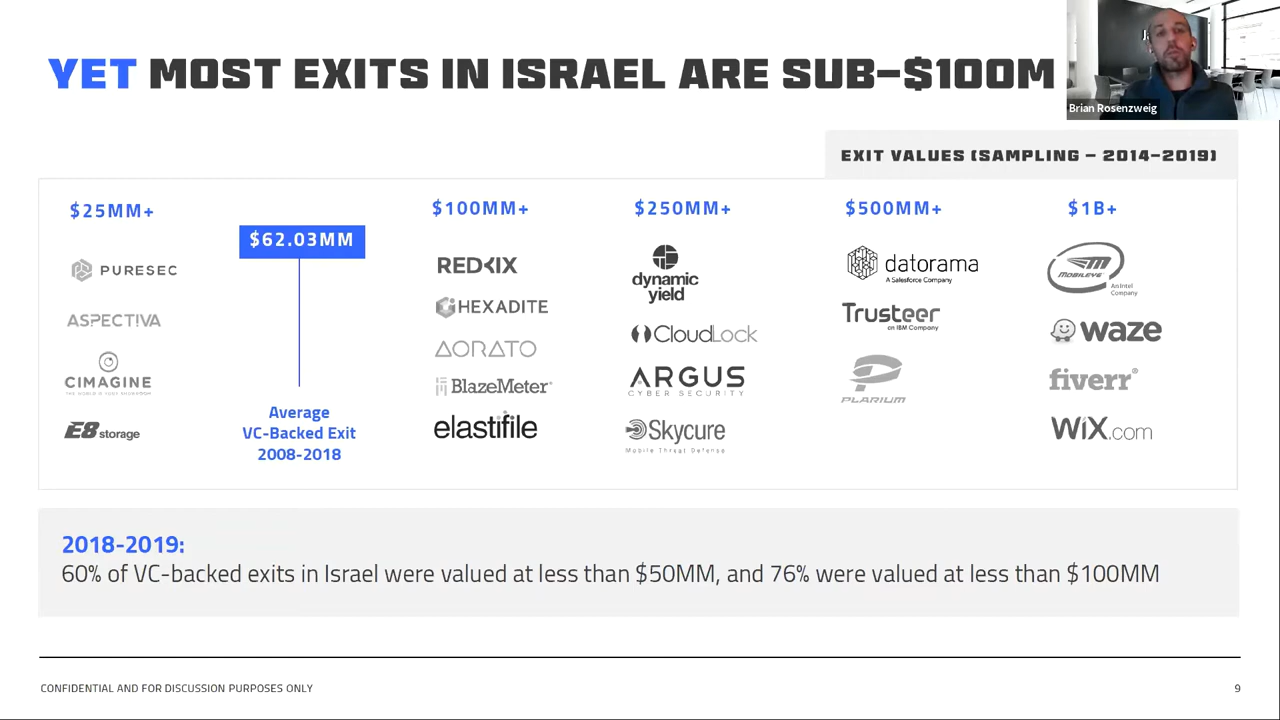 YET MOST EXITS IN ISRAEL ARE SUB-$100M
Brian Rosenzweig
EXIT VALUES (SAMPLING - 2014-2019)
$25MM+
PURESEC
ASPECTIVA
CIMAGINE
E8 storage
$62.03MM
Average
VC-Backed Exit
2008-2018
$100MM+
REDKIX
HEXADITE
AORATO
BlazeMeter
elastifile
$250MM+
dynamic
yield
CloudLock
ARGUS
CYBER SECURITY
Skycure
Mobile Threat Defense
$500MM+
datorama
A Salesforce Company
Trusteer
an IBM Company
PLARIUM
$1B+
MOBILEYE
An Intel
Company
waze
fiverr®
WiX.com
2018-2019:
60% of VC-backed exits in Israel were valued at less than $50MM, and 76% were valued at less than $100MM
CONFIDENTIAL AND FOR DISCUSSION PURPOSES ONLY
9